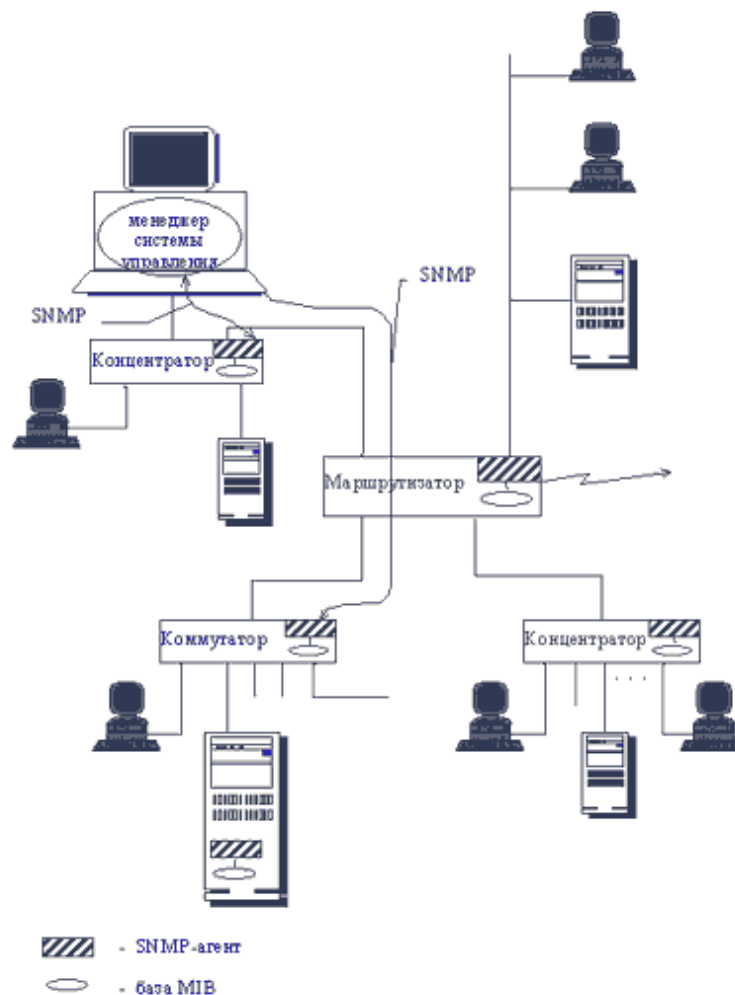 менеджер
системы
управления
SNMP
SNMP
Концентратор
Маршрутизатор
Коммутатор
Концентратор
- SNMP-агент
- база MIB